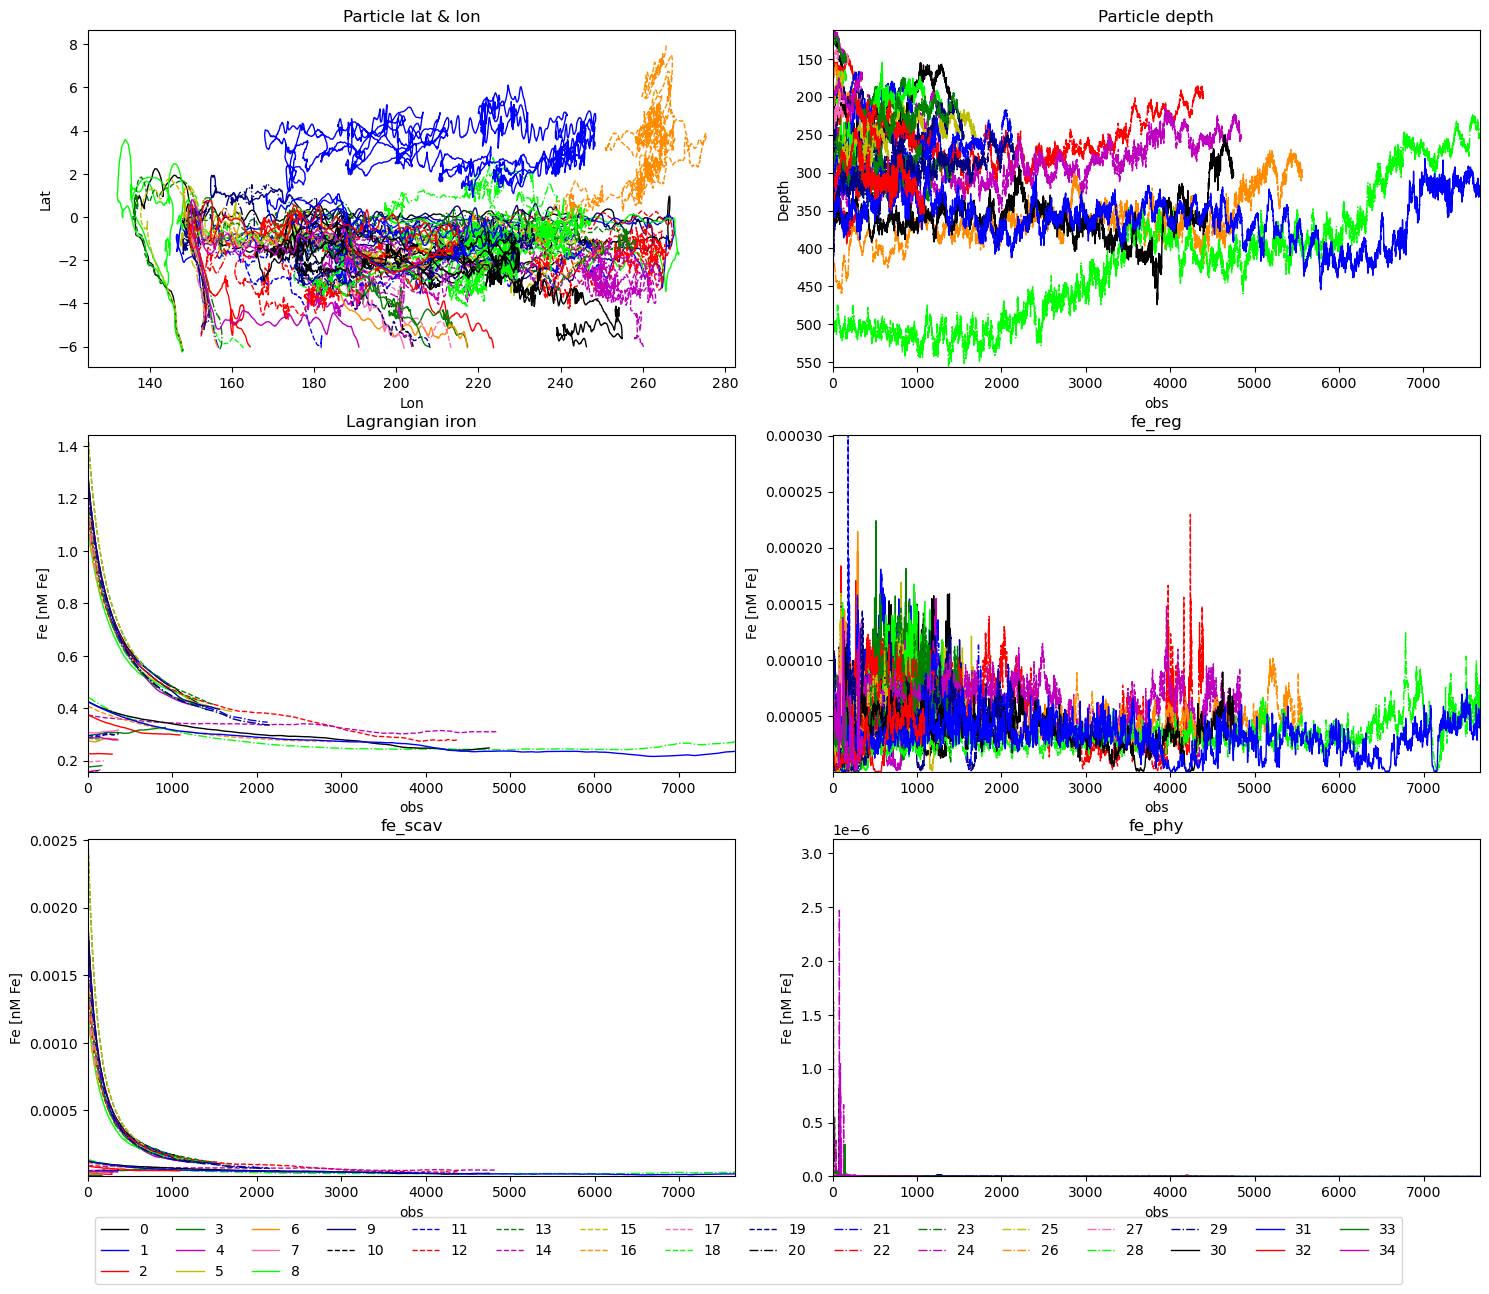 Particle lat & lon
8
6
4
2
0
−2
−4
−6
Lat
140 160 180 200 220 240 260 280
Lon
Particle depth
150
200
250
300
350
400
450
500
550
Depth
0 1000 2000 3000 4000 5000 6000 7000
obs
Lagrangian iron
1.4
1.2
1.0
0.8
0.6
0.4
0.2
Fe [nM Fe]
0 1000 2000 3000 4000 5000 6000 7000
obs
fe_reg
0.00030
0.00025
0.00020
0.00015
0.00010
0.00005
Fe [nM Fe]
0 1000 2000 3000 4000 5000 6000 7000
obs
fe_scav
0.0025
0.0020
0.0015
0.0010
0.0005
Fe [nM Fe]
0 1000 2000 3000 4000 5000 6000 7000
obs
fe_phy
1e−6
3.0
2.5
2.0
1.5
1.0
0.5
0.0
Fe [nM Fe]
0 1000 2000 3000 4000 5000 6000 7000
obs
0 3 6 9 11 13 15 17 19 21 23 25 27 29 31 33
1 4 7 10 12 14 16 18 20 22 24 26 28 30 32 34
2 5 8